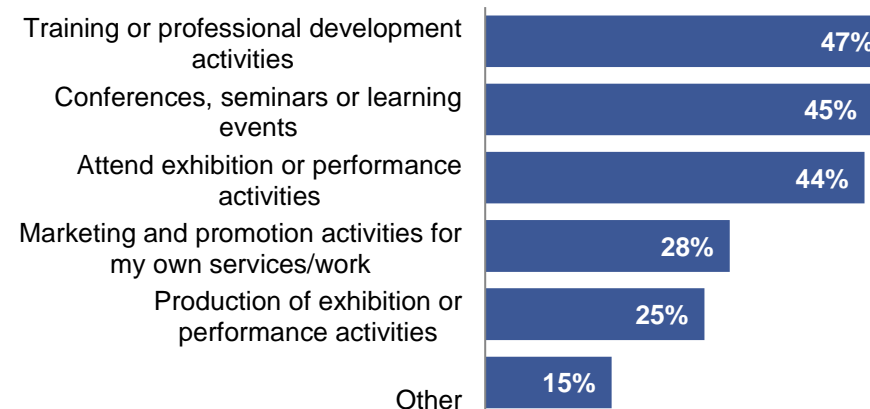 Training or professional development
activities
47%
Conferences, seminars or learning
events
45%
Attend exhibition or performance
activities
44%
Marketing and promotion activities for
my own services/work
28%
Production of exhibition or
performance activities
25%
Other
15%